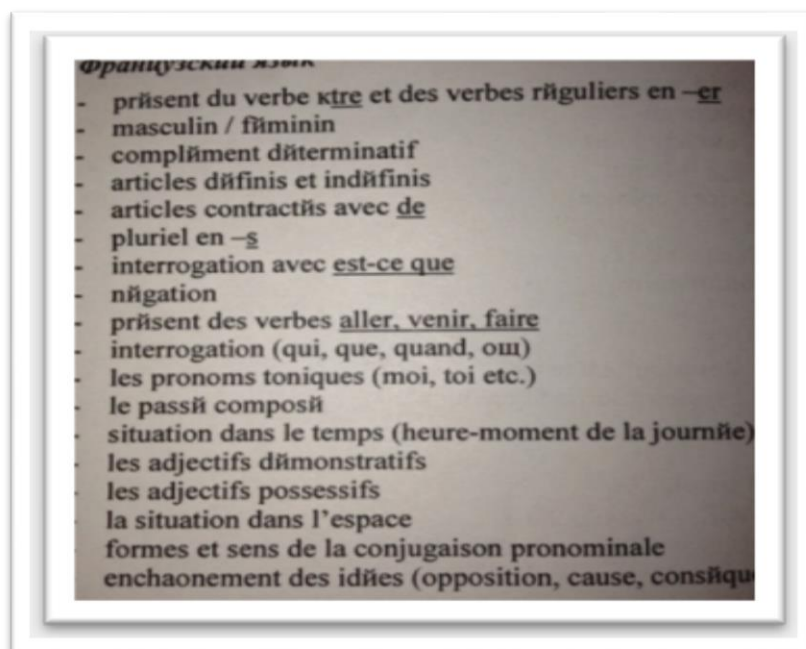 Французский язык
- prйsent du verbe кtre et des verbes rйguliers en –er
- masculin / fйminin
- complйment dйterminatif
- articles dйfinis et indйfinis
- articles contractйs avec de
- pluriel en –s
- interrogation avec est-ce que
- nйgation
- prйsent des verbes aller, venir, faire
- interrogation (qui, que, quand, oщ)
- les pronoms toniques (moi, toi etc.)
- le passй composй
- situation dans le temps (heure-moment de la journйe)
- les adjectifs dйmonstratifs
- les adjectifs possessifs
la situation dans l’espace
formes et sens de la conjugaison pronominale
enchaоnement des idйes (opposition, cause, consйqu